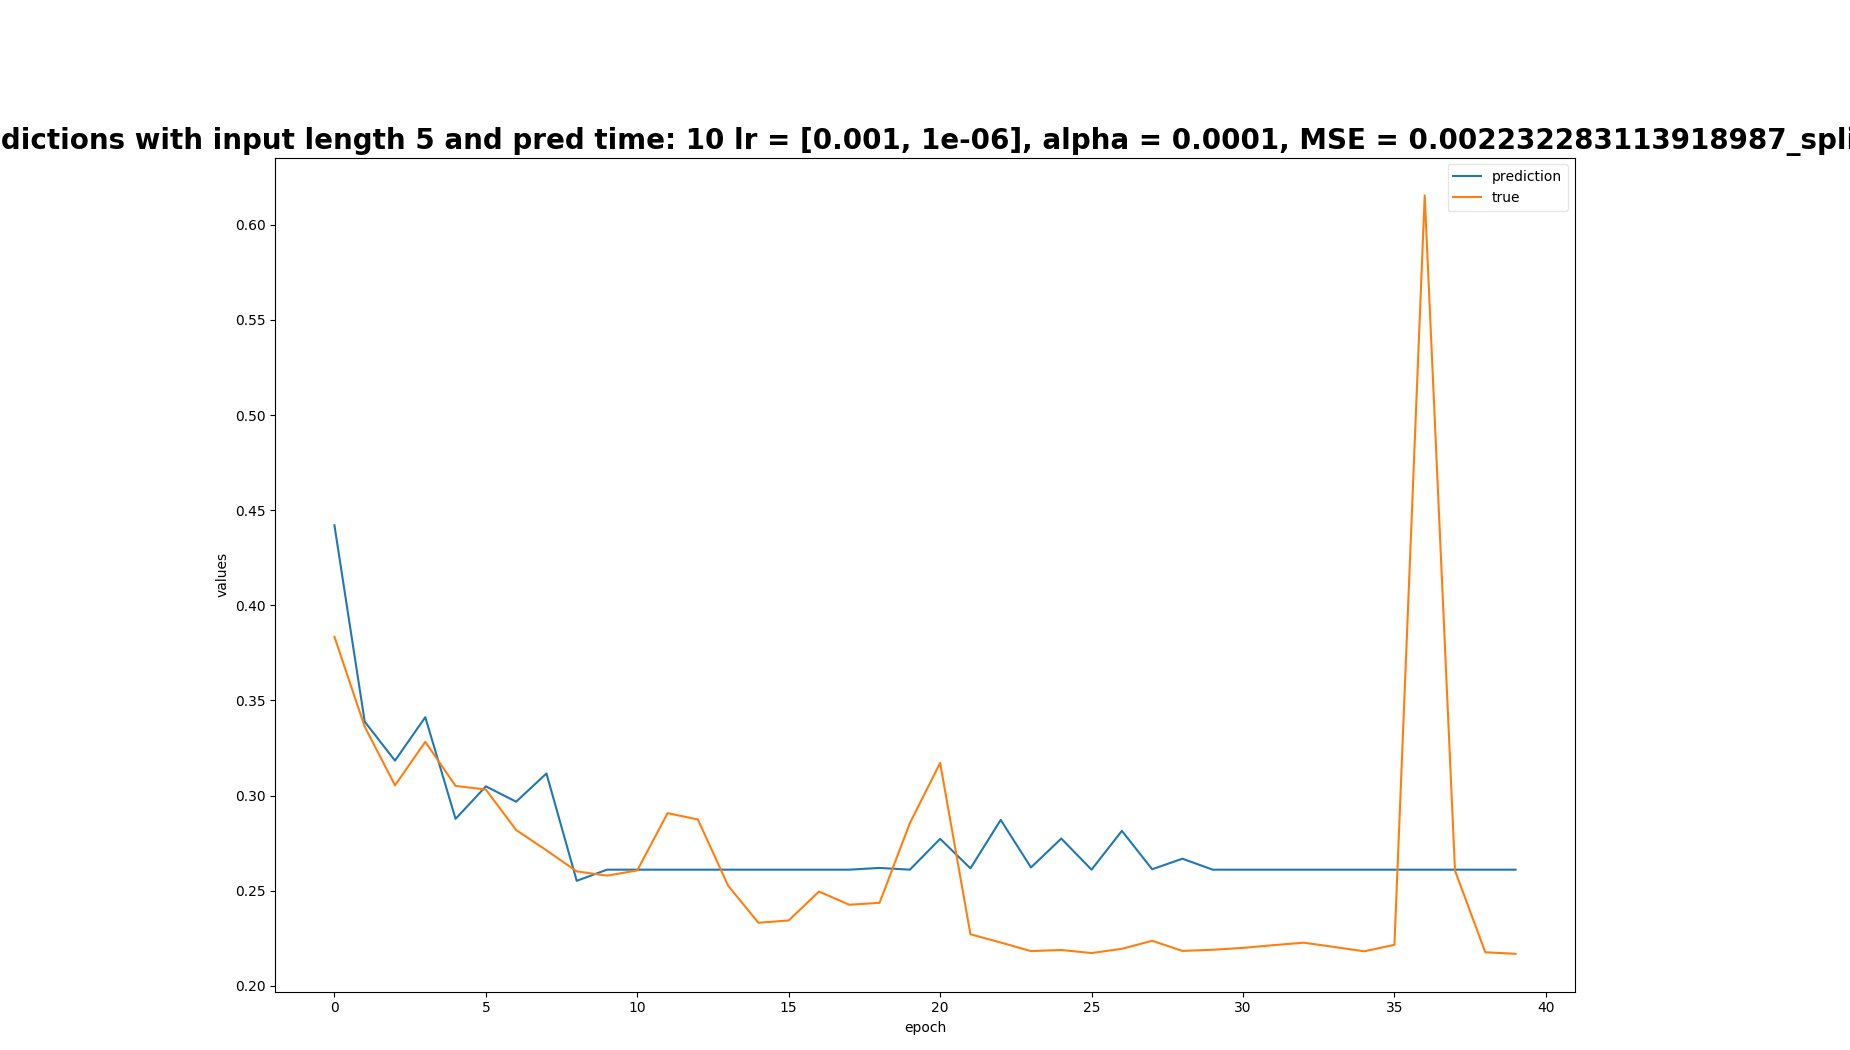 dictions with input length 5 and pred time: 10 lr = [0.001, 1e-06], alpha = 0.0001, MSE = 0.002232283113918987_spli
prediction
true
0.60
0.55
0.50
0.45
0.40
0.35
0.30
0.25
0.20
values
0 5 10 15 20 25 30 35 40
epoch